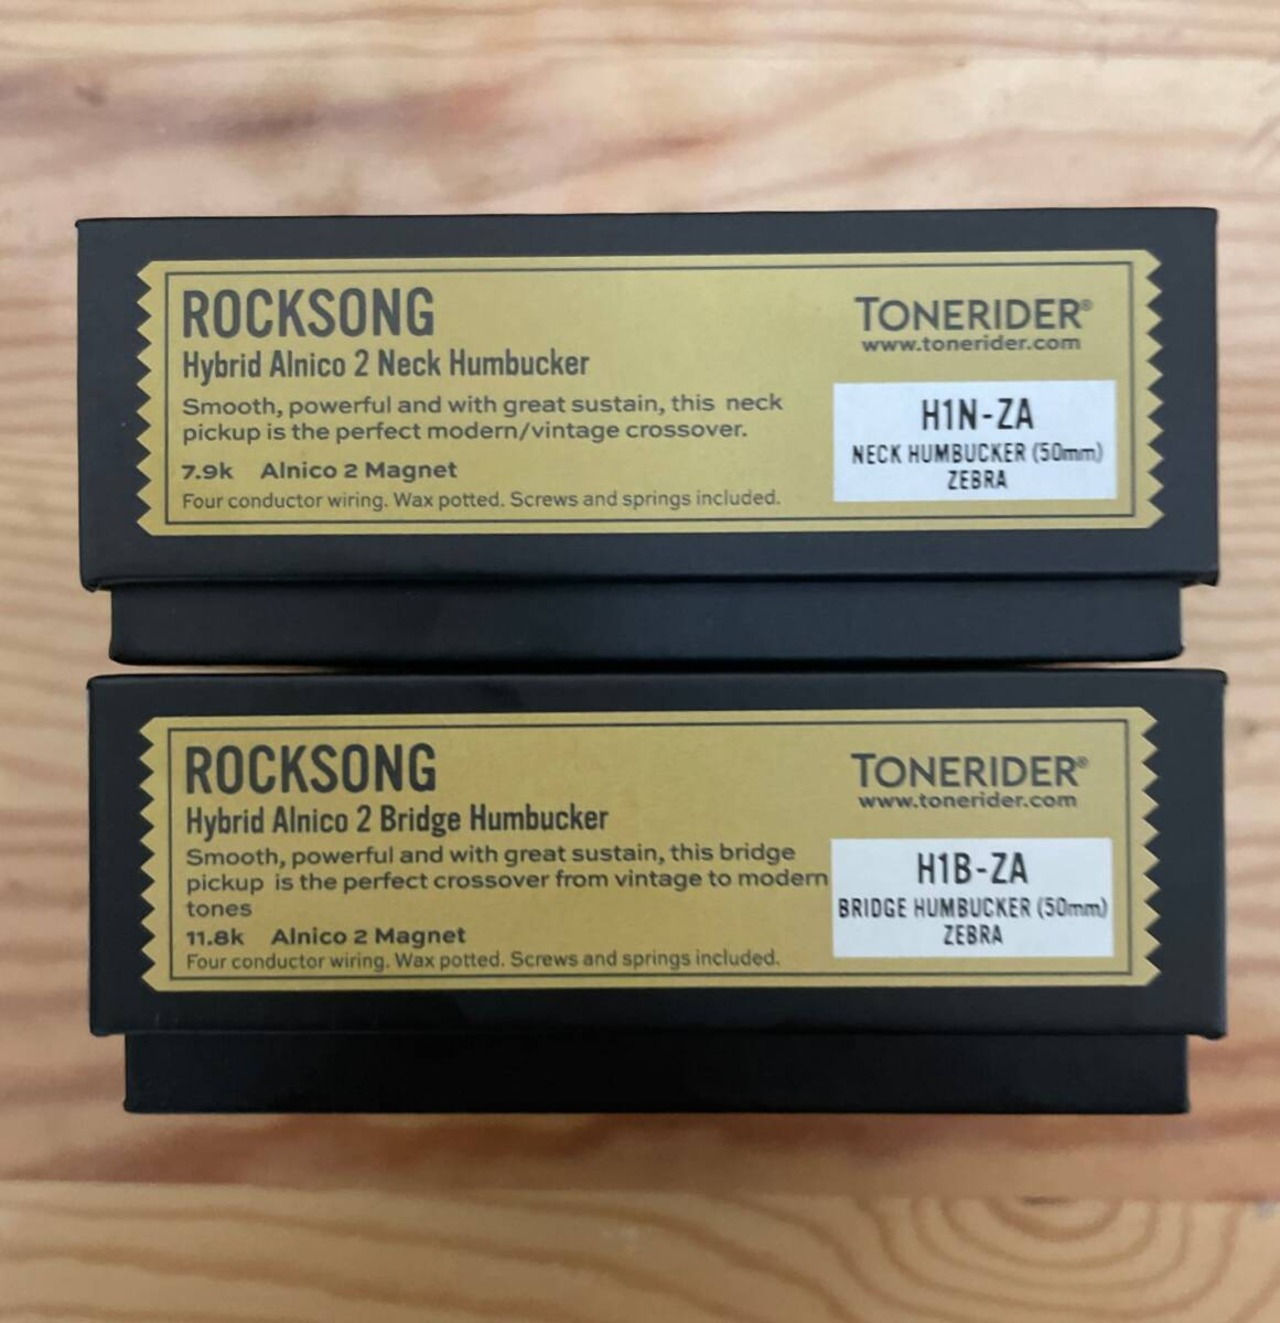 ROCKSONG
Hybrid Alnico 2 Neck Humbucker
Smooth, powerful and with great sustain, this neck
pickup is the perfect modern/vintage crossover.
7.9k Alnico 2 Magnet
Four conductor wiring. Wax potted. Screws and springs included.
TONERIDER®
www.tonerider.com
H1N-ZA
NECK HUMBUCKER (50mm)
ZEBRA
ROCKSONG
Hybrid Alnico 2 Bridge Humbucker
Smooth, powerful and with great sustain, this bridge
pickup is the perfect crossover from vintage to modern
tones
11.8k Alnico 2 Magnet
Four conductor wiring. Wax potted. Screws and springs included.
TONERIDER®
www.tonerider.com
H1B-ZA
BRIDGE HUMBUCKER (50mm)
ZEBRA